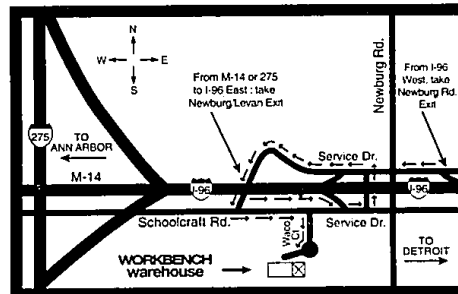 N
W E
S
From M-14 or 275
to I-96 East : take
Newburg/Levan Exit
Newburg Rd.
From I-96
West, take
Newburg Rd.
Exit
275
TO
ANN ARBOR
M-14
I-96
Service Dr.
I-96
Schoolcraft Rd.
Waco
Ct
Service Dr.
WORKBENCH
warehouse
TO
DETROIT